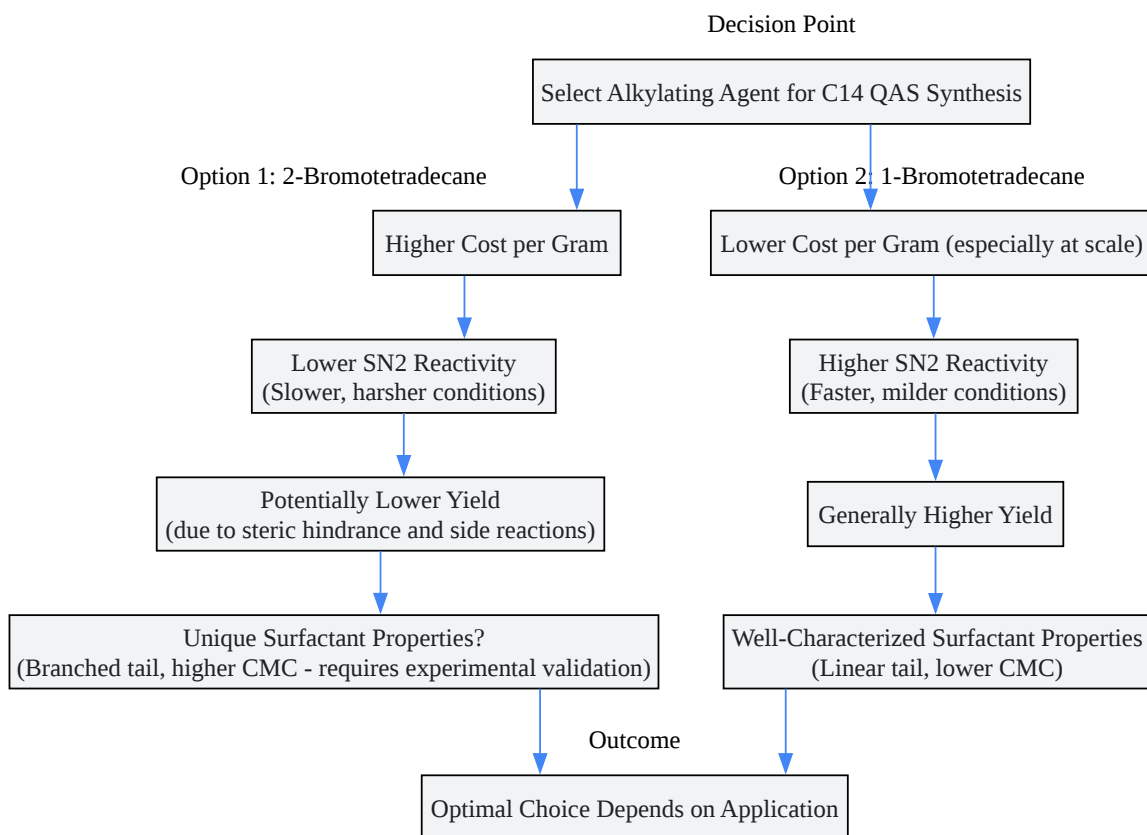 Decision Point
Select Alkylating Agent for C14 QAS Synthesis
Option 1: 2-Bromotetradecane
Option 2: 1-Bromotetradecane
Higher Cost per Gram
Lower Cost per Gram (especially at scale)
Lower SN2 Reactivity
(Slower, harsher conditions)
Higher SN2 Reactivity
(Faster, milder conditions)
Potentially Lower Yield
(due to steric hindrance and side reactions)
Generally Higher Yield
Unique Surfactant Properties?
(Branched tail, higher CMC - requires experimental validation)
Well-Characterized Surfactant Properties
(Linear tail, lower CMC)
Outcome
Optimal Choice Depends on Application